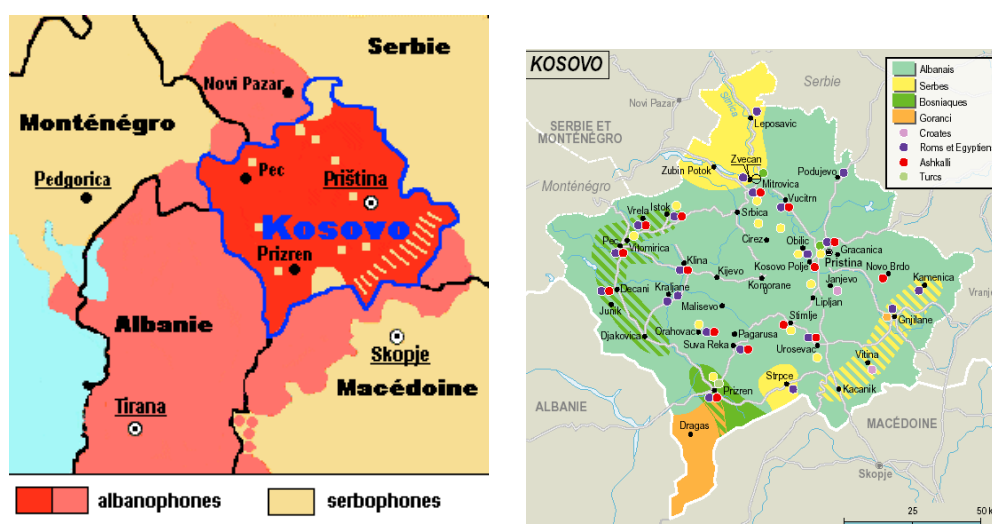 Serbie
Novi Pazar
Monténégro
Pedgorica
Pec
Priština
Kosovo
Prizren
Albanie
Skopje
Macédoine
Tirana
albanophones
serbophones
KOSOVO
Albanais
Serbes
Bosniaques
Goranci
Croates
Roms et Egyptiens
Ashkalli
Turcs
Serbie
Novi Pazar
SERBIE ET
MONTÉNÉGRO
Monténégro
Leposavic
Zvecan
Zubin Potok
Mitrovica
Podujevo
Vucitrn
Istok
Vrela
Srbica
Pec
Vitomirica
Cirez
Obilic
Gracanica
Pristina
Klina
Kijevo
Kosovo Polje
Novo Brdo
Kamenica
Komorane
Janjevo
Decani
Kraljane
Malisevo
Lipljan
Vranje
Junik
Gnjilane
Stimlje
Djakovica
Orahovac
Pagarusa
Suva Reka
Urosevac
Vitina
Strpce
Prizren
Kacanik
ALBANIE
Dragas
MACÉDOINE
Skopje
25
50 k